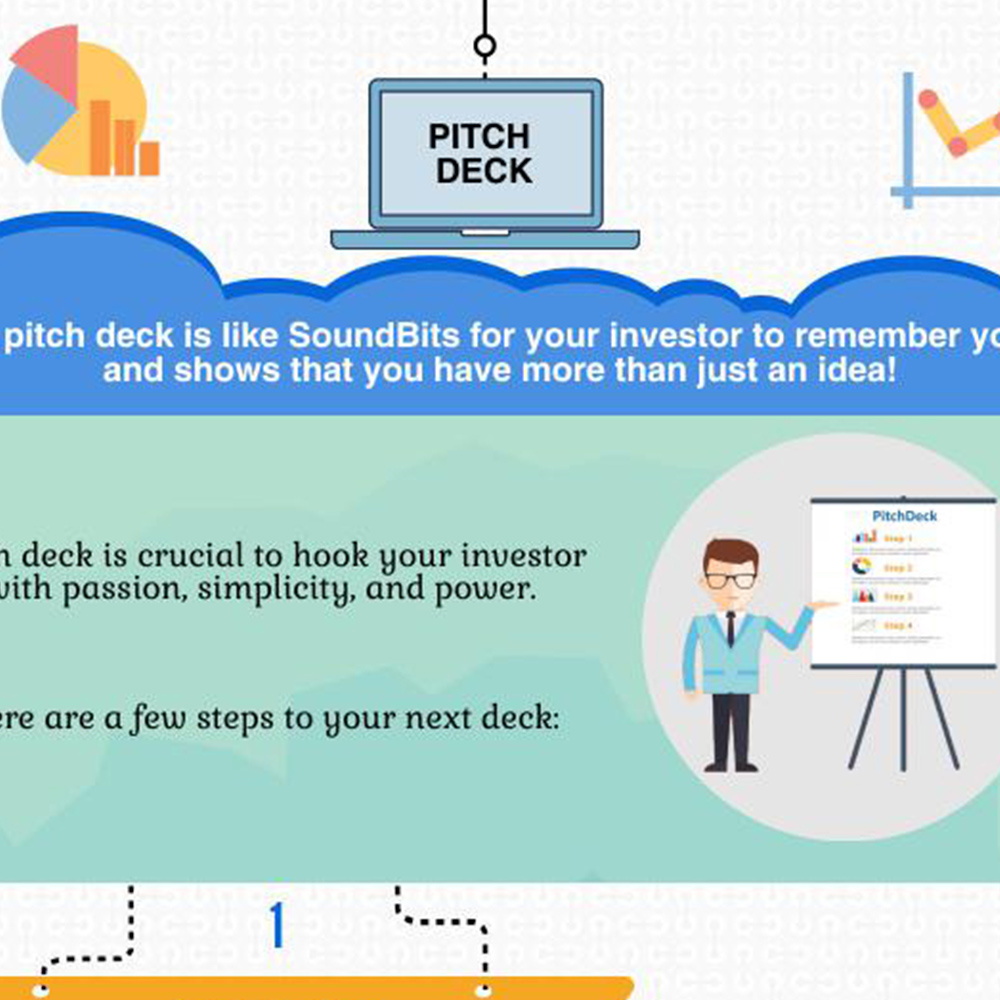 PITCH
DECK
pitch deck is like SoundBits for your investor to remember yo
and shows that you have more than just an idea!
h deck is crucial to hook your investor
with passion, simplicity, and power.
ere are a few steps to your next deck:
PitchDeck
Step 1
Step 2
Step 3
Step 4
1